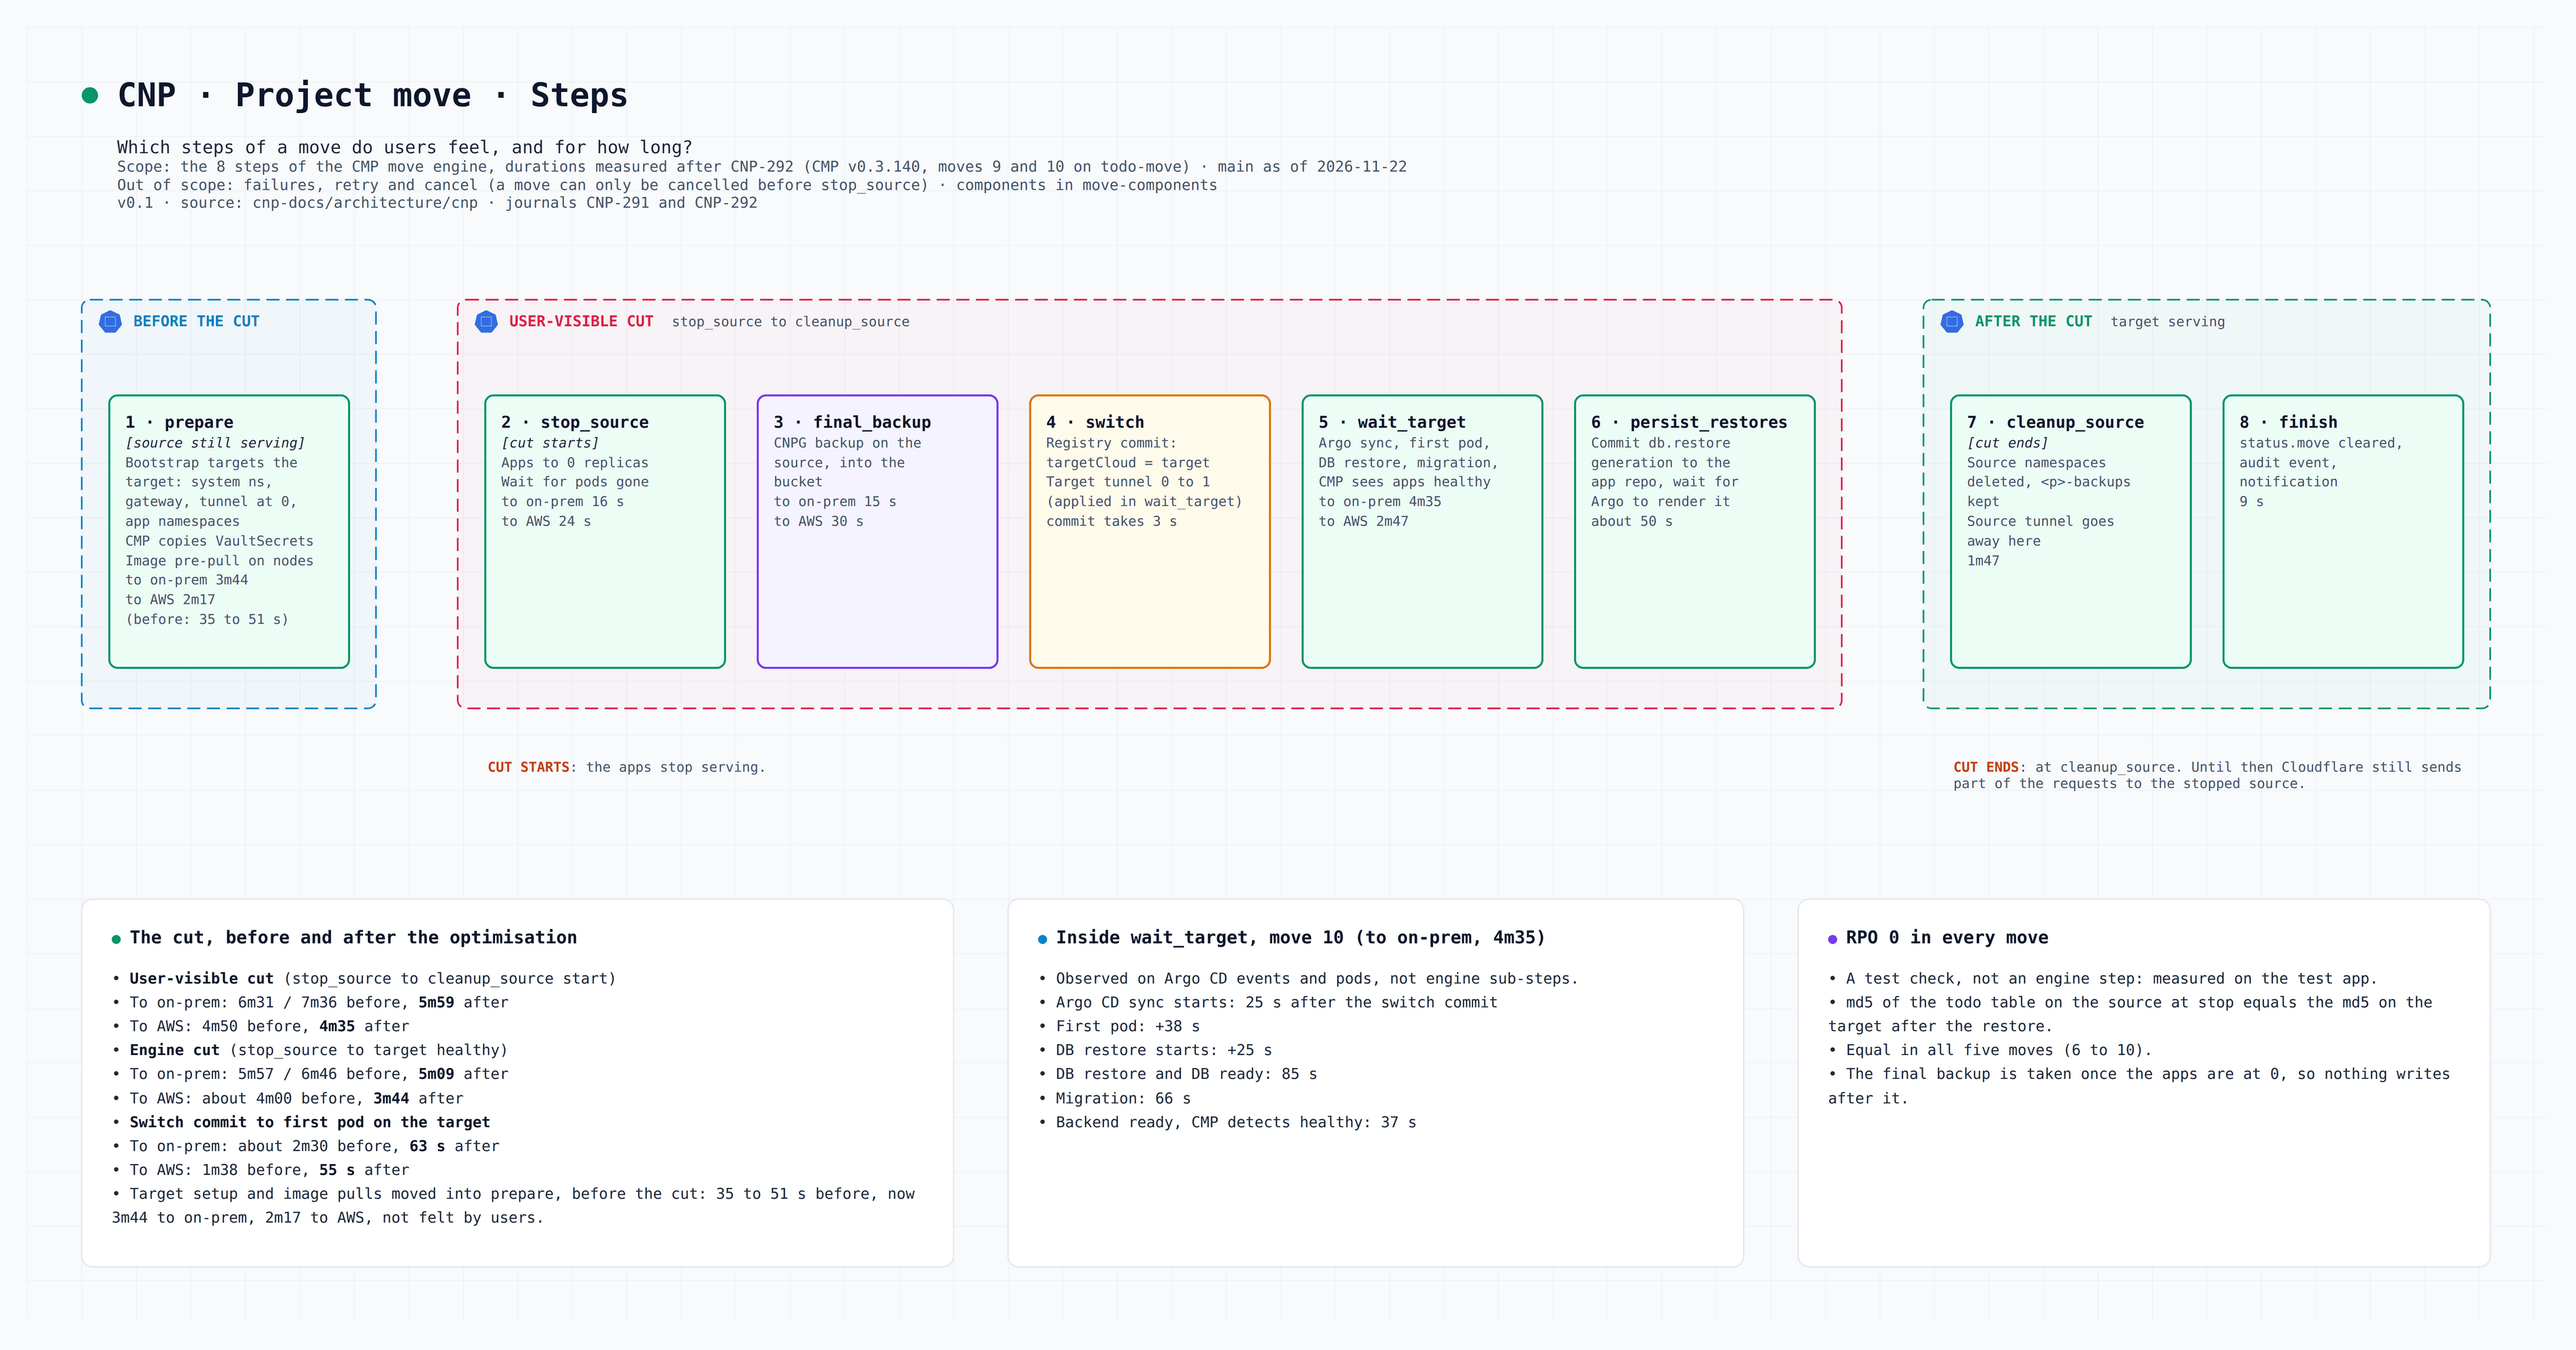 CNP · Project move · Steps
Which steps of a move do users feel, and for how long?
Scope: the 8 steps of the CMP move engine, durations measured after CNP-292 (CMP v0.3.140, moves 9 and 10 on todo-move) · main as of 2026-11-22
Out of scope: failures, retry and cancel (a move can only be cancelled before stop_source) · components in move-components
v0.1 · source: cnp-docs/architecture/cnp · journals CNP-291 and CNP-292
BEFORE THE CUT
1 · prepare
[source still serving]
Bootstrap targets the
target: system ns,
gateway, tunnel at 0,
app namespaces
CMP copies VaultSecrets
Image pre-pull on nodes
to on-prem 3m44
to AWS 2m17
(before: 35 to 51 s)
USER-VISIBLE CUT stop_source to cleanup_source
2 · stop_source
[cut starts]
Apps to 0 replicas
Wait for pods gone
to on-prem 16 s
to AWS 24 s
3 · final_backup
CNPG backup on the
source, into the
bucket
to on-prem 15 s
to AWS 30 s
4 · switch
Registry commit:
targetCloud = target
Target tunnel 0 to 1
(applied in wait_target)
commit takes 3 s
5 · wait_target
Argo sync, first pod,
DB restore, migration,
CMP sees apps healthy
to on-prem 4m35
to AWS 2m47
6 · persist_restores
Commit db.restore
generation to the
app repo, wait for
Argo to render it
about 50 s
AFTER THE CUT target serving
7 · cleanup_source
[cut ends]
Source namespaces
deleted, <p>-backups
kept
Source tunnel goes
away here
1m47
8 · finish
status.move cleared,
audit event,
notification
9 s
CUT STARTS: the apps stop serving.
CUT ENDS: at cleanup_source. Until then Cloudflare still sends
part of the requests to the stopped source.
The cut, before and after the optimisation
• User-visible cut (stop_source to cleanup_source start)
• To on-prem: 6m31 / 7m36 before, 5m59 after
• To AWS: 4m50 before, 4m35 after
• Engine cut (stop_source to target healthy)
• To on-prem: 5m57 / 6m46 before, 5m09 after
• To AWS: about 4m00 before, 3m44 after
• Switch commit to first pod on the target
• To on-prem: about 2m30 before, 63 s after
• To AWS: 1m38 before, 55 s after
• Target setup and image pulls moved into prepare, before the cut: 35 to 51 s before, now
3m44 to on-prem, 2m17 to AWS, not felt by users.
Inside wait_target, move 10 (to on-prem, 4m35)
• Observed on Argo CD events and pods, not engine sub-steps.
• Argo CD sync starts: 25 s after the switch commit
• First pod: +38 s
• DB restore starts: +25 s
• DB restore and DB ready: 85 s
• Migration: 66 s
• Backend ready, CMP detects healthy: 37 s
RPO 0 in every move
• A test check, not an engine step: measured on the test app.
• md5 of the todo table on the source at stop equals the md5 on the
target after the restore.
• Equal in all five moves (6 to 10).
• The final backup is taken once the apps are at 0, so nothing writes
after it.